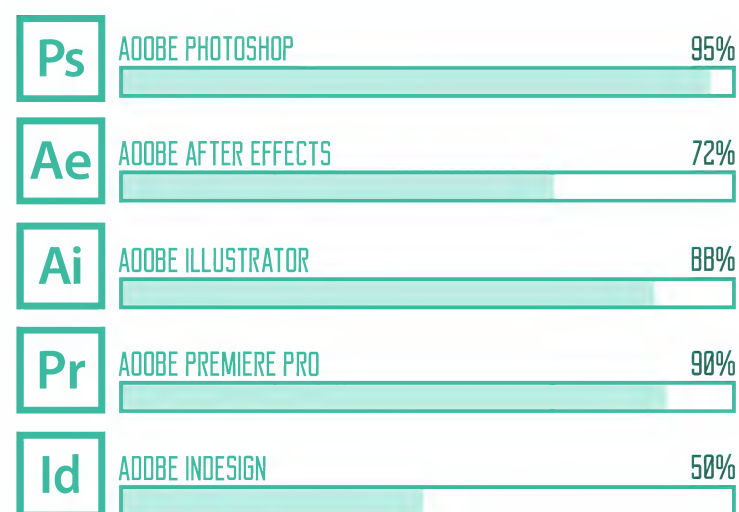 Ps
ADOBE PHOTOSHOP 95%
Ae
ADOBE AFTER EFFECTS 72%
Ai
ADOBE ILLUSTRATOR 88%
Pr
ADOBE PREMIERE PRO 90%
Id
ADOBE INDESIGN 50%